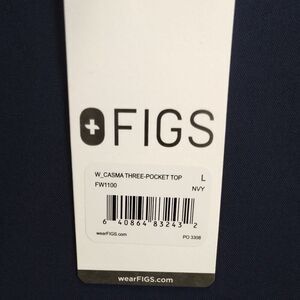 FIGS
W_CASMA THREE-POCKET TOP L
FW1100 NVY
6 40864 83243 2
wearFIGS.com PO 3308
wearFIGS.com